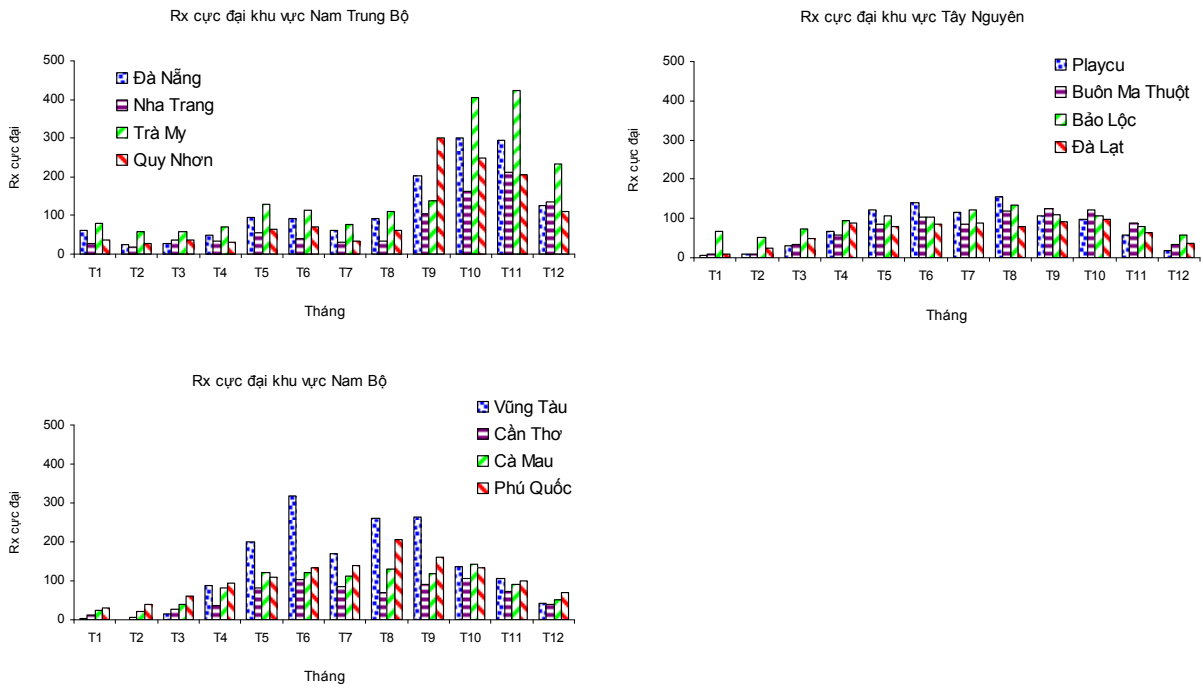 Rx cực đại khu vực Nam Trung Bộ
Rx cực đại
500
400
300
200
100
0
Đà Nẵng
Nha Trang
Trà My
Quy Nhơn
T1 T2 T3 T4 T5 T6 T7 T8 T9 T10 T11 T12
Tháng
Rx cực đại khu vực Tây Nguyên
Rx cực đại
500
400
300
200
100
0
Playcu
Buôn Ma Thuột
Bảo Lộc
Đà Lạt
T1 T2 T3 T4 T5 T6 T7 T8 T9 T10 T11 T12
Tháng
Rx cực đại khu vực Nam Bộ
Rx cực đại
500
400
300
200
100
0
Vũng Tàu
Cần Thơ
Cà Mau
Phú Quốc
T1 T2 T3 T4 T5 T6 T7 T8 T9 T10 T11 T12
Tháng